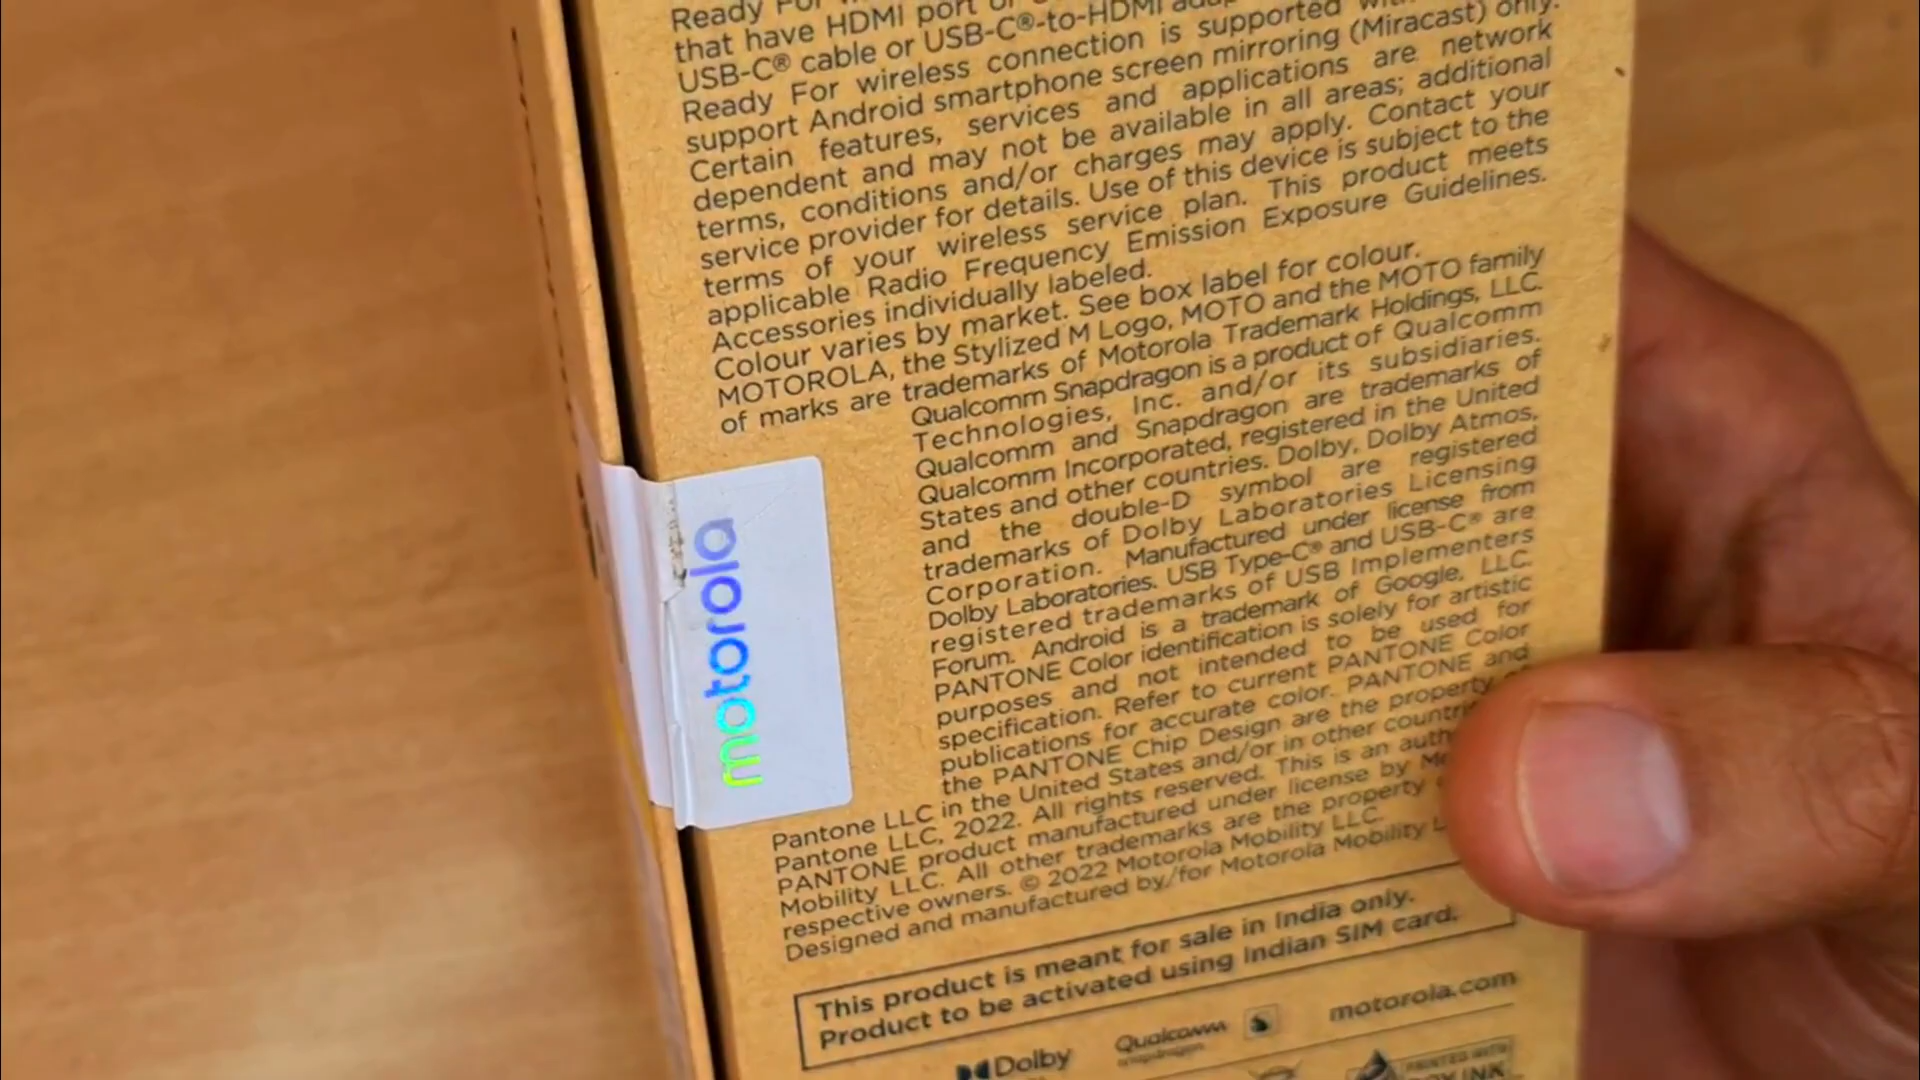 Ready For
that have HDMI port
USB-C® cable or USB-C®-to-HDMI
Ready For wireless connection is supported
support Android smartphone screen mirroring (Miracast) only.
Certain features, services and applications are network
dependent and may not be available in all areas; additional
terms, conditions and/or charges may apply. Contact your
service provider for details. Use of this device is subject to the
terms of your wireless service plan. This product meets
applicable Radio Frequency Emission Exposure Guidelines.
Accessories individually labeled.
Colour varies by market. See box label for colour.
MOTOROLA, the Stylized M Logo, MOTO and the MOTO family
of marks are trademarks of Motorola Trademark Holdings, LLC.
Qualcomm Snapdragon is a product of Qualcomm
Technologies, Inc. and/or its subsidiaries.
Qualcomm and Snapdragon are trademarks of
Qualcomm Incorporated, registered in the United
States and other countries. Dolby, Dolby Atmos,
and the double-D symbol are registered
trademarks of Dolby Laboratories Licensing
Corporation. Manufactured under license from
Dolby Laboratories. USB Type-C® and USB-C® are
registered trademarks of USB Implementers
Forum. Android is a trademark of Google, LLC.
PANTONE Color identification is solely for artistic
purposes and not intended to be used for
specification. Refer to current PANTONE Color
publications for accurate color. PANTONE and
the PANTONE Chip Design are the property
Pantone LLC in the United States and/or in other
Pantone LLC, 2022. All rights reserved. This is an
PANTONE product manufactured under license by
Mobility LLC. All other trademarks are the property
respective owners. © 2022 Motorola Mobility LLC.
Designed and manufactured by/for Motorola Mobility
motorola
This product is meant for sale in India only.
Product to be activated using Indian SIM card.
Dolby
Qualcomm
snapdragon
motorola.com
PRINTED WITH
INK